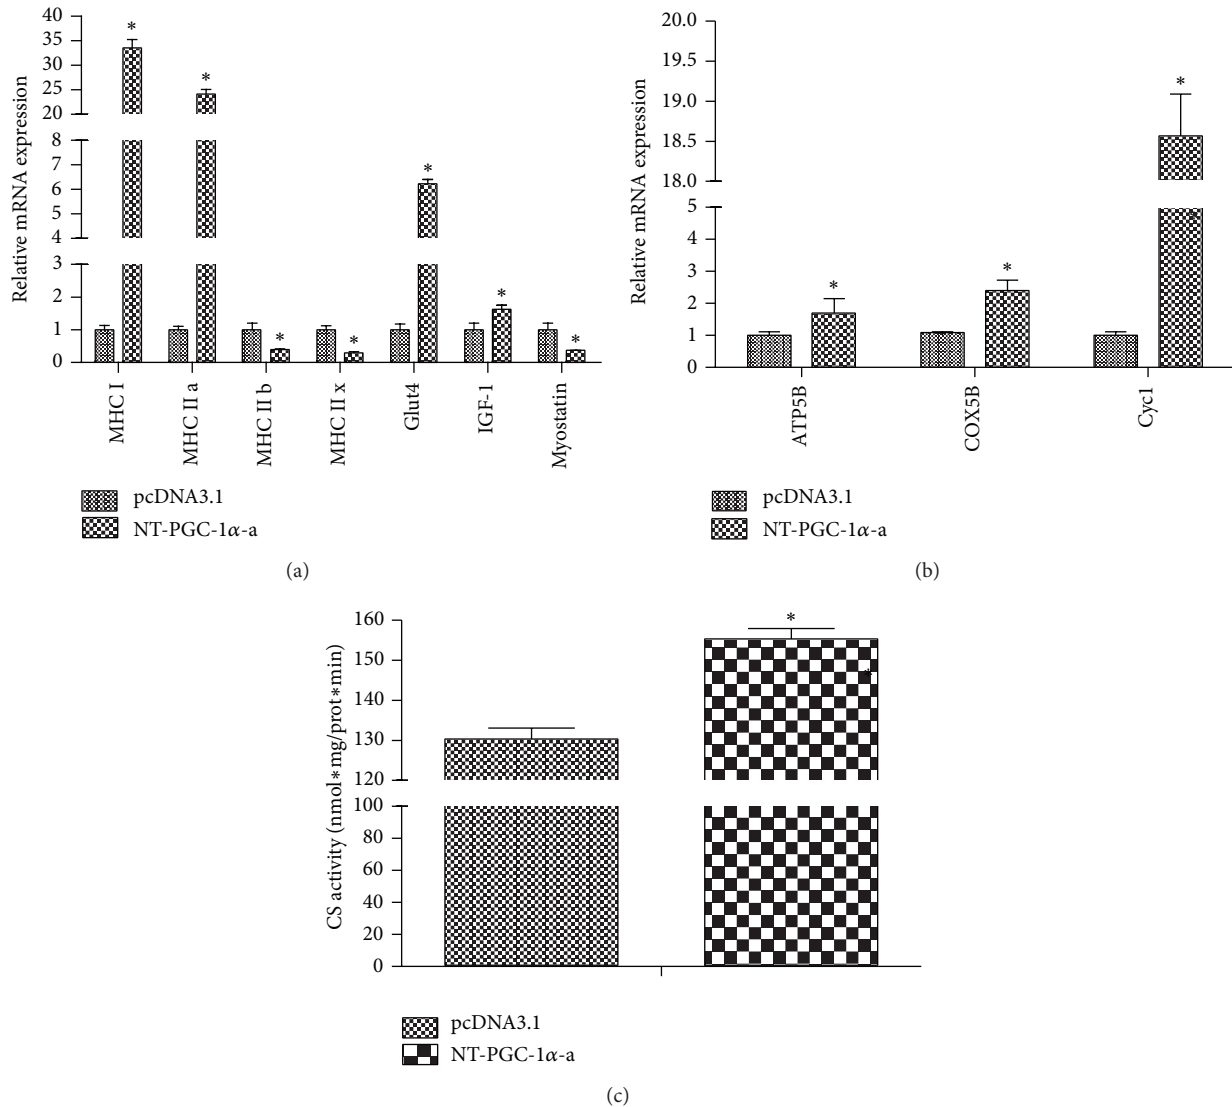 Relative mRNA expression
40
35
30
25
20
8
7
6
5
4
3
2
1
0
*
*
*
*
*
*
*
MHC I
MHC II a
MHC II b
MHC II x
Glut4
IGF-1
Myostatin
pcDNA3.1
NT-PGC-1α-a
(a)
Relative mRNA expression
20.0
19.5
19.0
18.5
18.0
5
4
3
2
1
0
*
*
*
ATP5B
COX5B
Cyc1
pcDNA3.1
NT-PGC-1α-a
(b)
CS activity (nmol∗mg/prot∗min)
160
150
140
130
120
100
80
60
40
20
0
*
pcDNA3.1
NT-PGC-1α-a
(c)